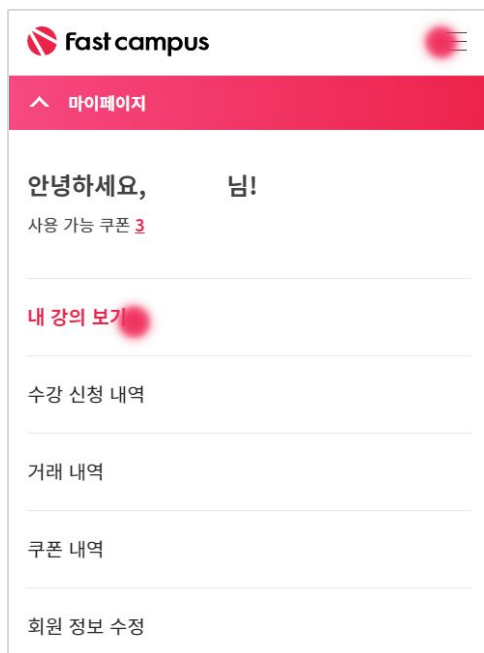 Fast campus
마이페이지
안녕하세요, 님!
사용 가능 쿠폰 3
내 강의 보기
수강 신청 내역
거래 내역
쿠폰 내역
회원 정보 수정